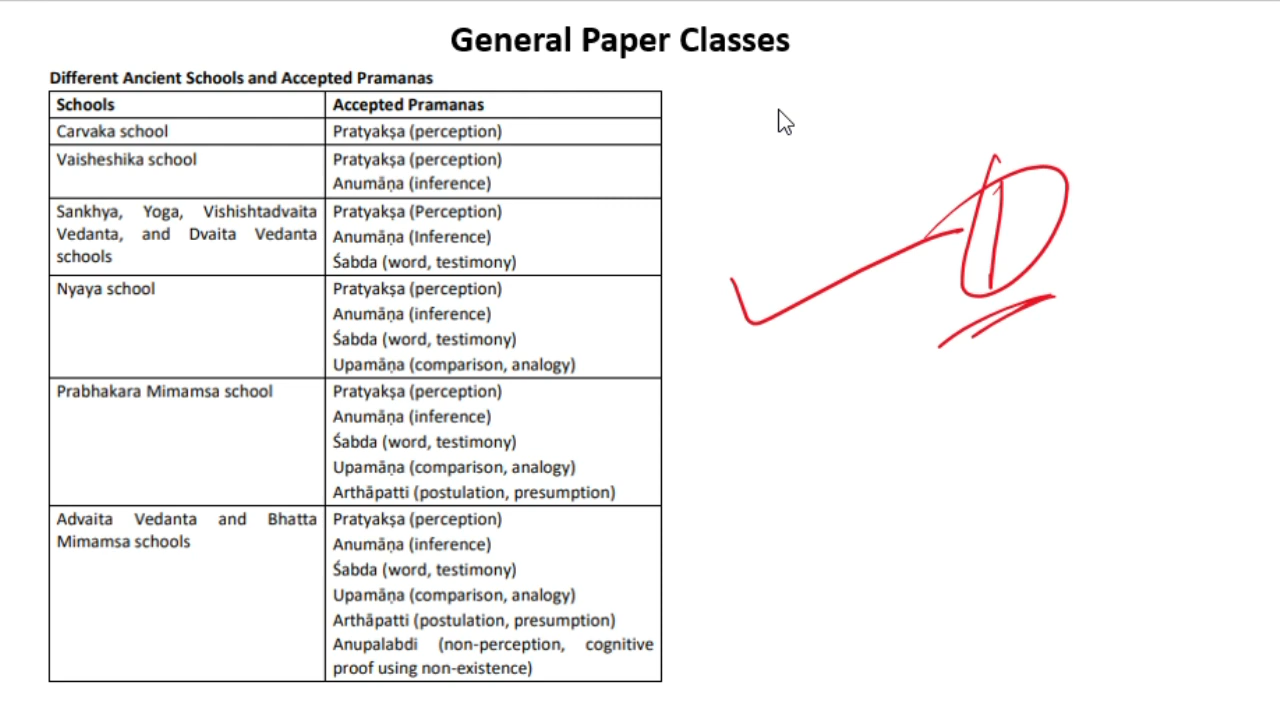 General Paper Classes
Different Ancient Schools and Accepted Pramanas
Schools Accepted Pramanas
Carvaka school Pratyakṣa (perception)
Vaisheshika school Pratyakṣa (perception)
Anumāṇa (inference)
Sankhya, Yoga, Vishishtadvaita Pratyakṣa (Perception)
Vedanta, and Dvaita Vedanta Anumāṇa (Inference)
schools Śabda (word, testimony)
Nyaya school Pratyakṣa (perception)
Anumāṇa (inference)
Śabda (word, testimony)
Upamāṇa (comparison, analogy)
Prabhakara Mimamsa school Pratyakṣa (perception)
Anumāṇa (inference)
Śabda (word, testimony)
Upamāṇa (comparison, analogy)
Arthāpatti (postulation, presumption)
Advaita Vedanta and Bhatta Pratyakṣa (perception)
Mimamsa schools Anumāṇa (inference)
Śabda (word, testimony)
Upamāṇa (comparison, analogy)
Arthāpatti (postulation, presumption)
Anupalabdi (non-perception, cognitive
proof using non-existence)